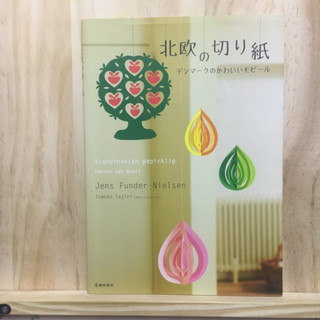 北欧の切り紙
デンマークのかわいいモビール
Scandinavian papirklip
Jens Funder-Nielsen